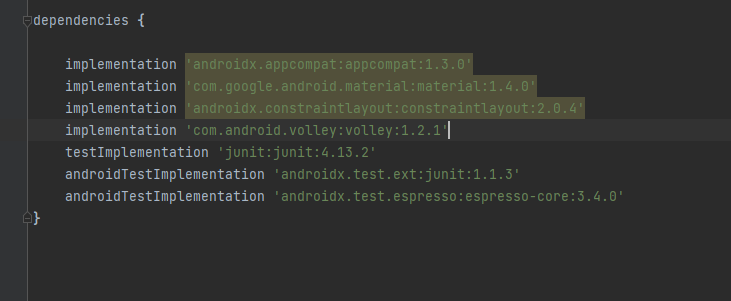 dependencies {
implementation 'androidx.appcompat:appcompat:1.3.0'
implementation 'com.google.android.material:material:1.4.0'
implementation 'androidx.constraintlayout:constraintlayout:2.0.4'
implementation 'com.android.volley:volley:1.2.1'
testImplementation 'junit:junit:4.13.2'
androidTestImplementation 'androidx.test.ext:junit:1.1.3'
androidTestImplementation 'androidx.test.espresso:espresso-core:3.4.0'
}